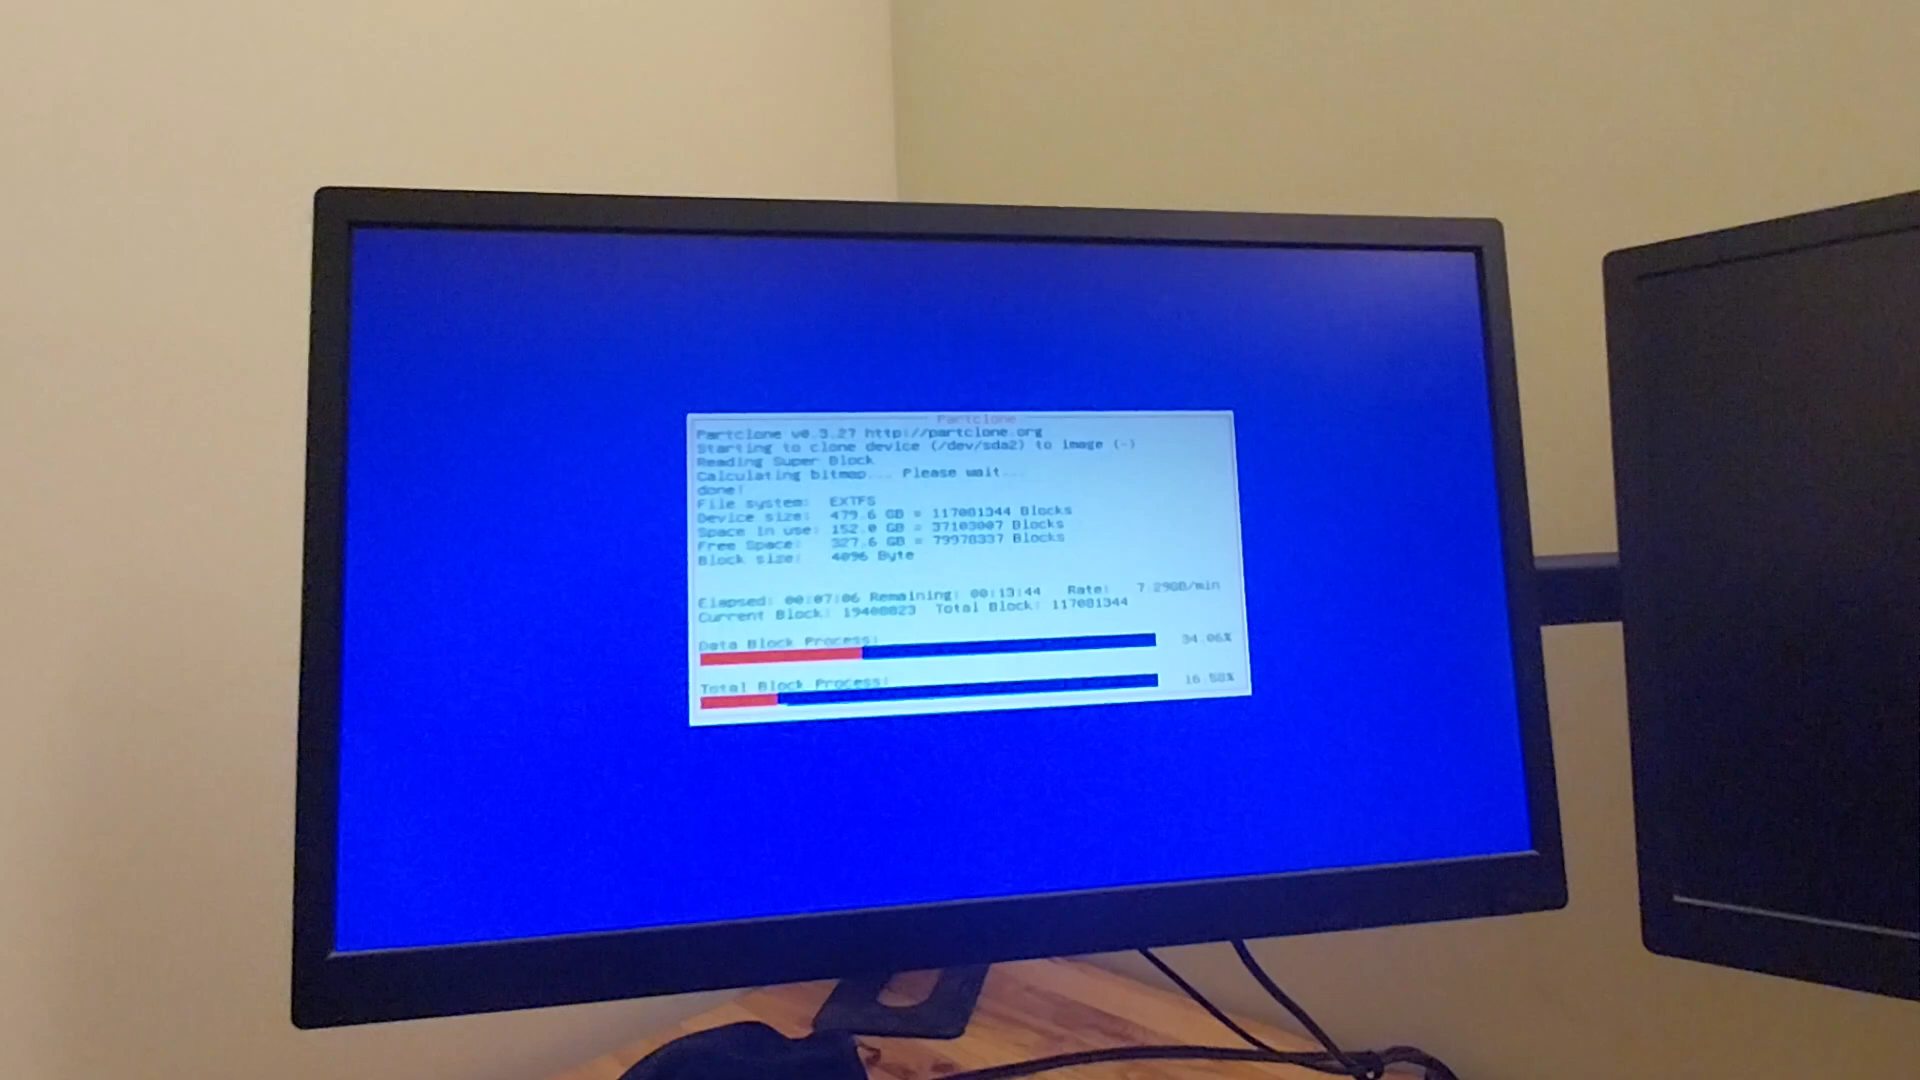 Partclone
Partclone v0.3.27 http://partclone.org
Starting to clone device (/dev/sda2) to image (-)
Reading Super Block
Calculating bitmap... Please wait...
done!
File system: EXTFS
Device size: 479.6 GB = 117081344 Blocks
Space in use: 152.0 GB = 37103007 Blocks
Free Space: 327.6 GB = 79978337 Blocks
Block size: 4096 Byte
Elapsed: 00:07:06 Remaining: 00:13:44 Rate: 7.29GB/min
Current Block: 19408823 Total Block: 117081344
Data Block Process:
34.06%
Total Block Process:
16.58%